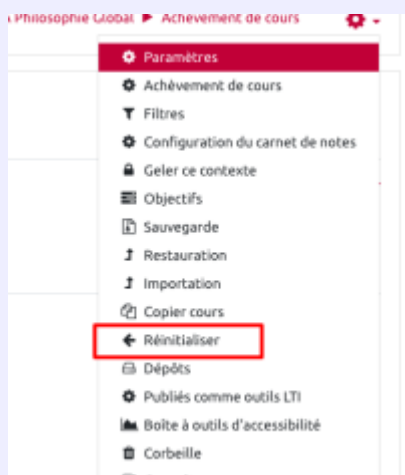 Philosophie Global ▶ Achèvement de cours
Paramètres
Achèvement de cours
Filtres
Configuration du carnet de notes
Geler ce contexte
Objectifs
Sauvegarde
Restauration
Importation
Copier cours
Réinitialiser
Dépôts
Publiés comme outils LTI
Boîte à outils d'accessibilité
Corbeille